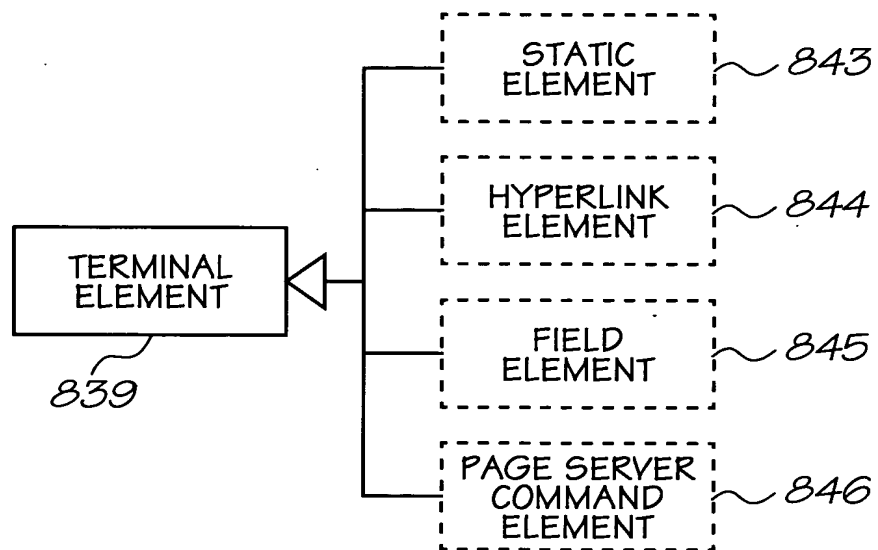 STATIC
ELEMENT
843
HYPERLINK
ELEMENT
844
TERMINAL
ELEMENT
839
FIELD
ELEMENT
845
PAGE SERVER
COMMAND
ELEMENT
846